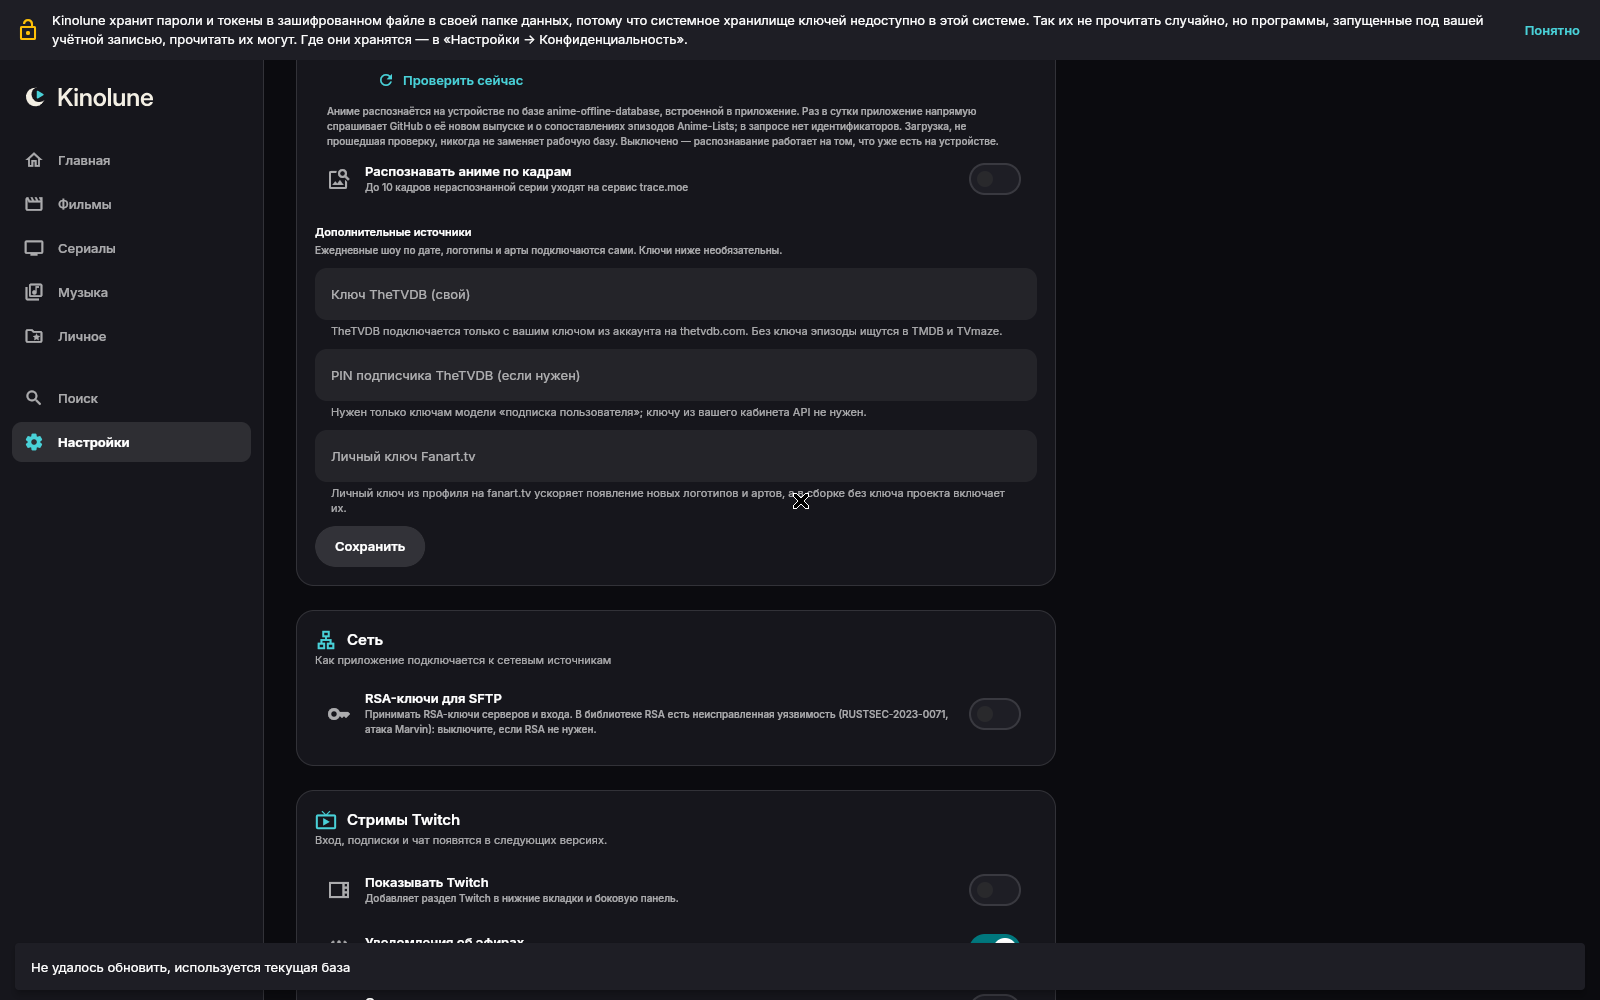 Kinolune хранит пароли и токены в зашифрованном файле в своей папке данных, потому что системное хранилище ключей недоступно в этой системе. Так их не прочитать случайно, но программы, запущенные под вашей
учётной записью, прочитать их могут. Где они хранятся — в «Настройки → Конфиденциальность».
Понятно
Kinolune
Главная
Фильмы
Сериалы
Музыка
Личное
Поиск
Настройки
Проверить сейчас
Аниме распознаётся на устройстве по базе anime-offline-database, встроенной в приложение. Раз в сутки приложение напрямую
спрашивает GitHub о её новом выпуске и о сопоставлениях эпизодов Anime-Lists; в запросе нет идентификаторов. Загрузка, не
прошедшая проверку, никогда не заменяет рабочую базу. Выключено — распознавание работает на том, что уже есть на устройстве.
Распознавать аниме по кадрам
До 10 кадров нераспознанной серии уходят на сервис trace.moe
Дополнительные источники
Ежедневные шоу по дате, логотипы и арты подключаются сами. Ключи ниже необязательны.
Ключ TheTVDB (свой)
TheTVDB подключается только с вашим ключом из аккаунта на thetvdb.com. Без ключа эпизоды ищутся в TMDB и TVmaze.
PIN подписчика TheTVDB (если нужен)
Нужен только ключам модели «подписка пользователя»; ключу из вашего кабинета API не нужен.
Личный ключ Fanart.tv
Личный ключ из профиля на fanart.tv ускоряет появление новых логотипов и артов, а в сборке без ключа проекта включает
их.
Сохранить
Сеть
Как приложение подключается к сетевым источникам
RSA-ключи для SFTP
Принимать RSA-ключи серверов и входа. В библиотеке RSA есть неисправленная уязвимость (RUSTSEC-2023-0071,
атака Marvin): выключите, если RSA не нужен.
Стримы Twitch
Вход, подписки и чат появятся в следующих версиях.
Показывать Twitch
Добавляет раздел Twitch в нижние вкладки и боковую панель.
Уведомления об эфирах
Не удалось обновить, используется текущая база